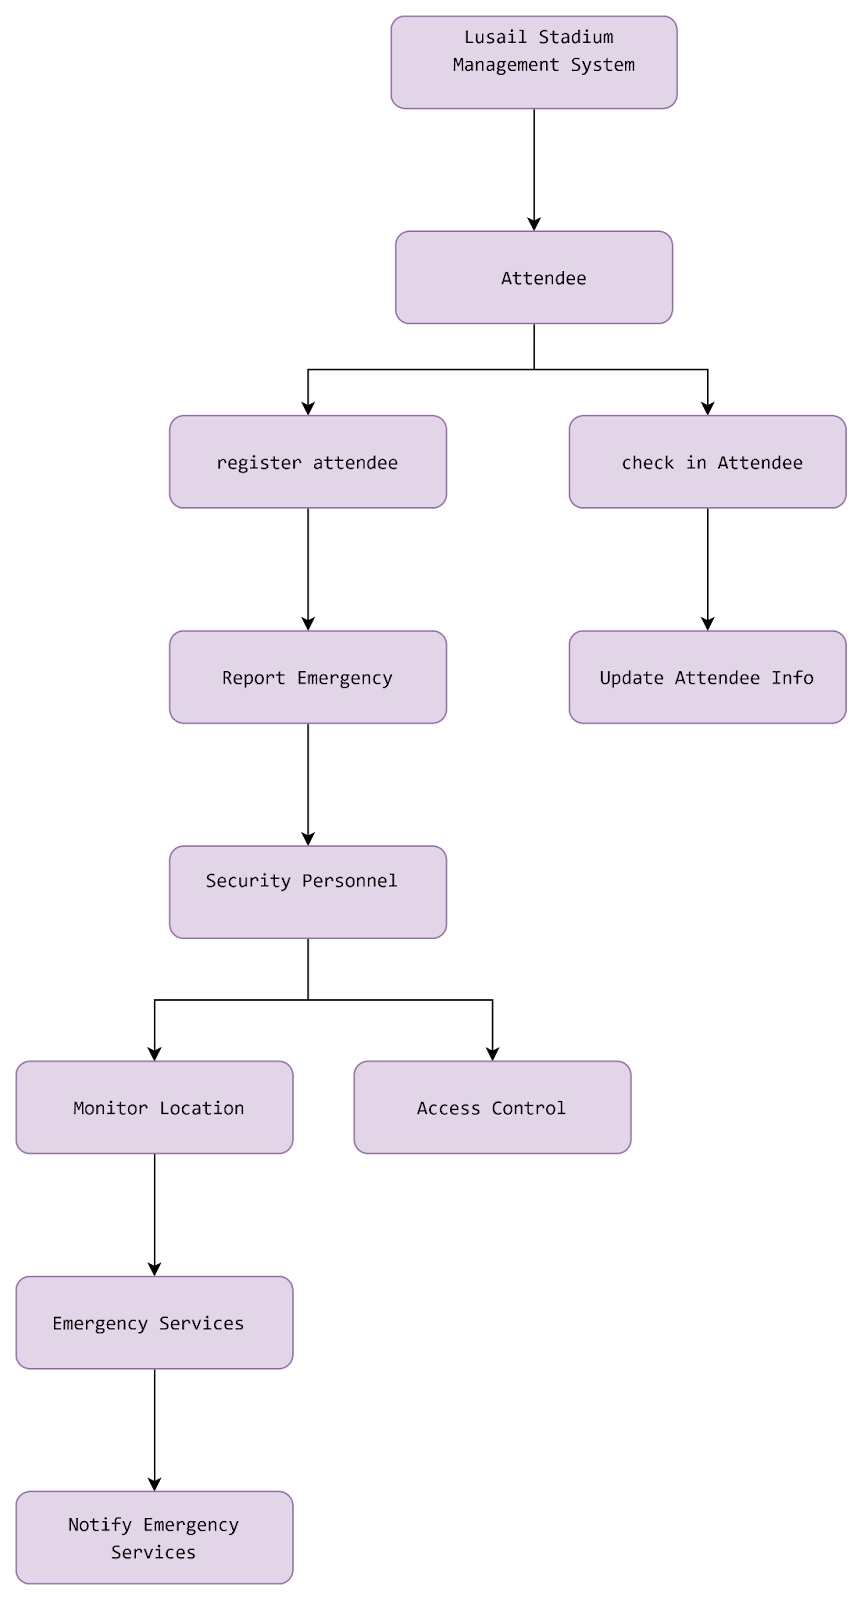 Lusail Stadium
Management System
Attendee
register attendee
check in Attendee
Report Emergency
Update Attendee Info
Security Personnel
Monitor Location
Access Control
Emergency Services
Notify Emergency
Services